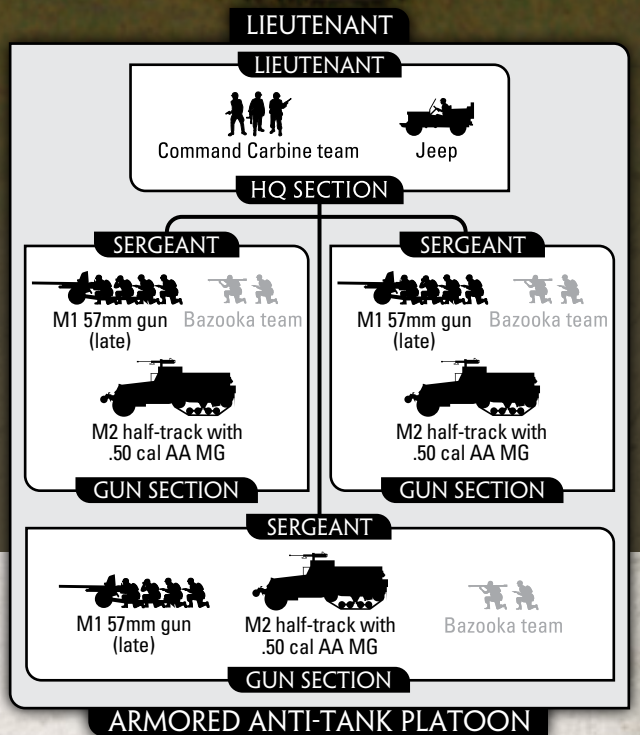 LIEUTENANT
LIEUTENANT
Command Carbine team
Jeep
HQ SECTION
SERGEANT
M1 57mm gun
(late)
Bazooka team
M2 half-track with
.50 cal AA MG
GUN SECTION
SERGEANT
M1 57mm gun
(late)
Bazooka team
M2 half-track with
.50 cal AA MG
GUN SECTION
SERGEANT
M1 57mm gun
(late)
M2 half-track with
.50 cal AA MG
Bazooka team
GUN SECTION
ARMORED ANTI-TANK PLATOON